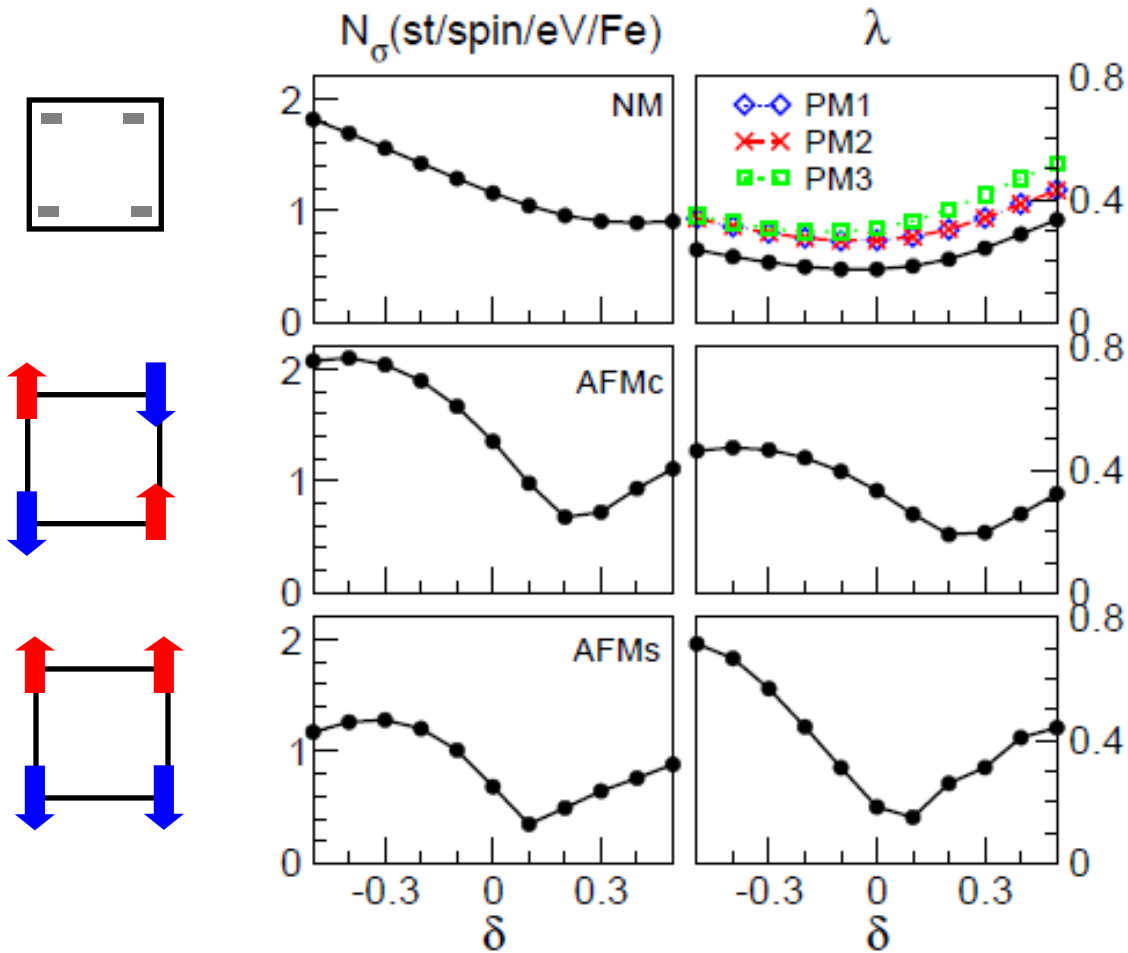 Nσ(st/spin/eV/Fe) λ
2 NM 0.8
1 PM1
PM2
PM3
0.4
0 0
2 AFMc 0.8
1 0.4
0 0
2 AFMs 0.8
1 0.4
0 0
-0.3 0 0.3 -0.3 0 0.3
δ δ